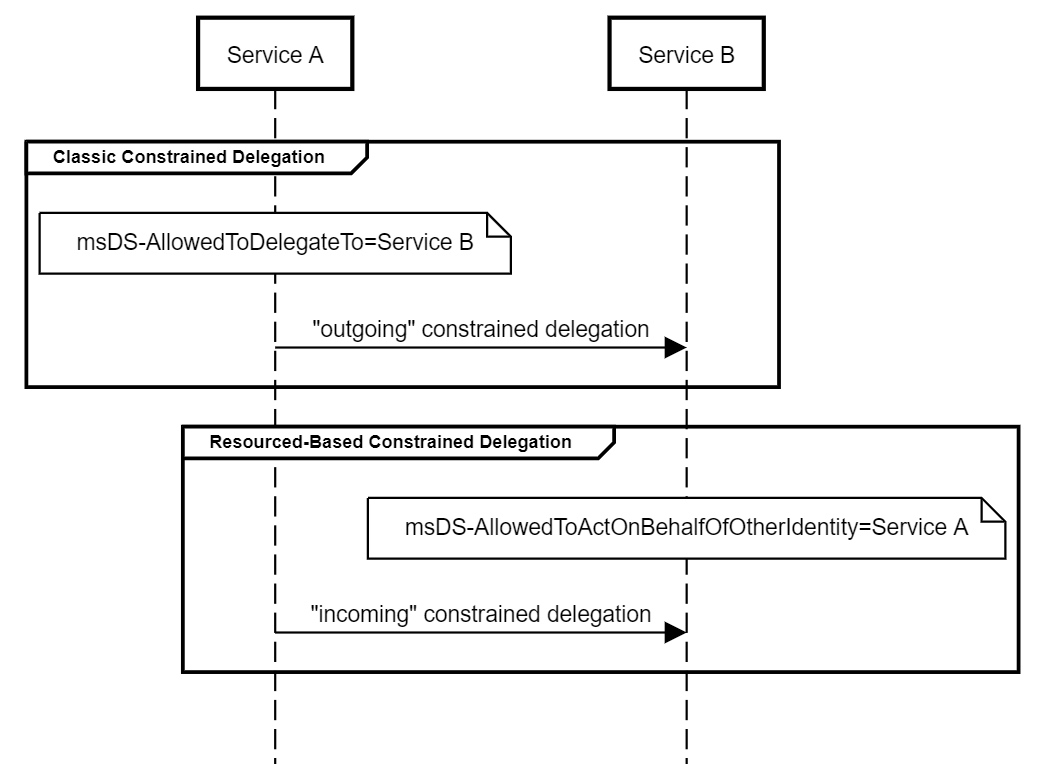 Service A
Service B
Classic Constrained Delegation
msDS-AllowedToDelegateTo=Service B
"outgoing" constrained delegation
Resourced-Based Constrained Delegation
msDS-AllowedToActOnBehalfOfOtherIdentity=Service A
"incoming" constrained delegation